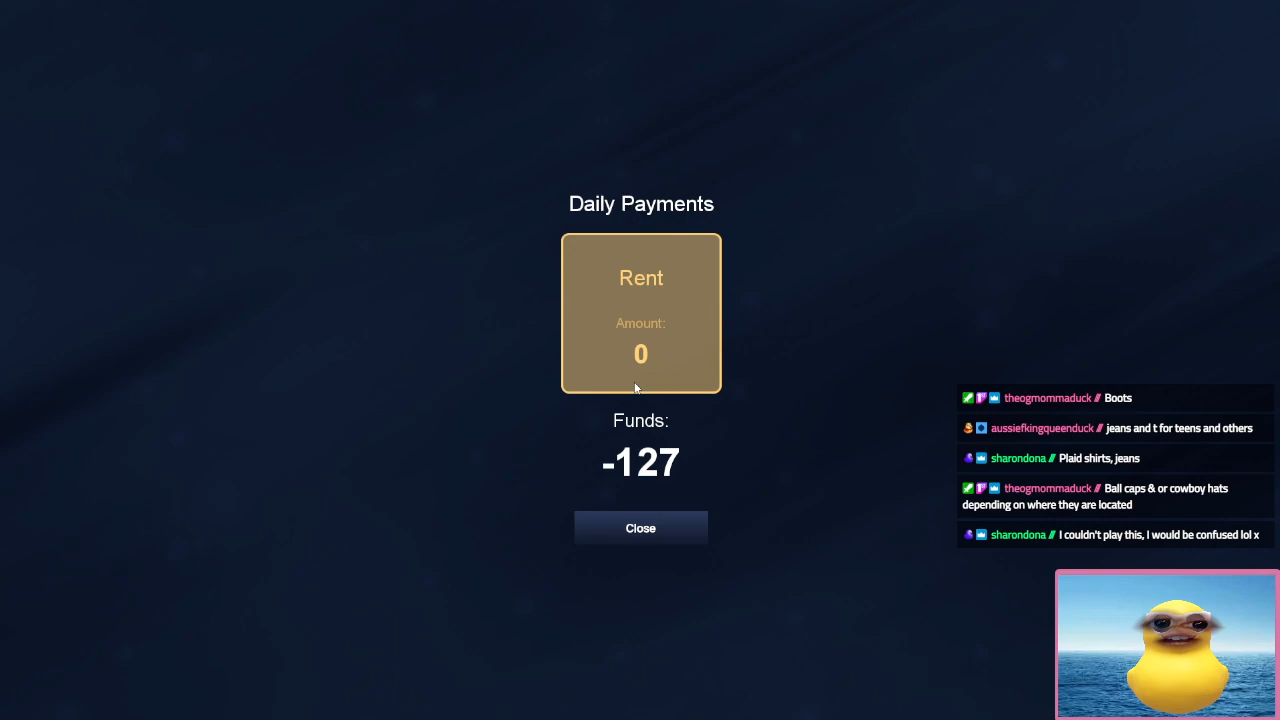 Daily Payments
Rent
Amount:
0
Funds:
-127
Close
theogmommaduck // Boots
aussiefkingqueenduck // jeans and t for teens and others
sharondona // Plaid shirts, jeans
theogmommaduck // Ball caps & or cowboy hats
depending on where they are located
sharondona // I couldn't play this, I would be confused lol x